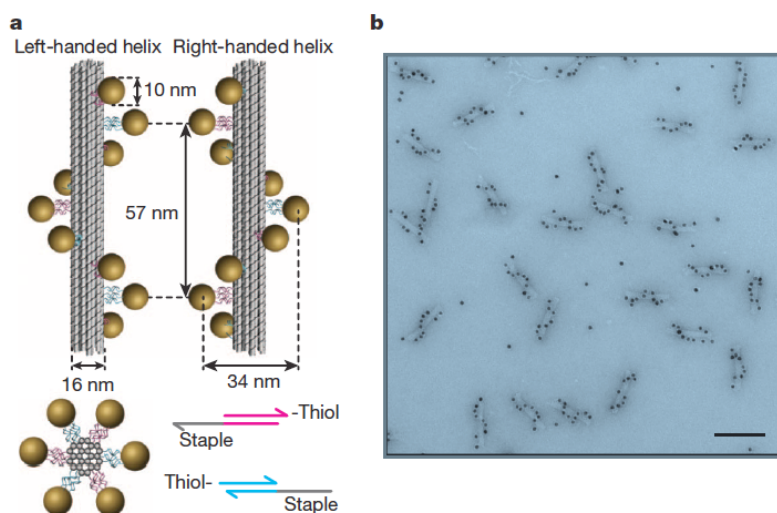 a
Left-handed helix Right-handed helix
10 nm
57 nm
16 nm
34 nm
-Thiol
Staple
Thiol-
Staple
b